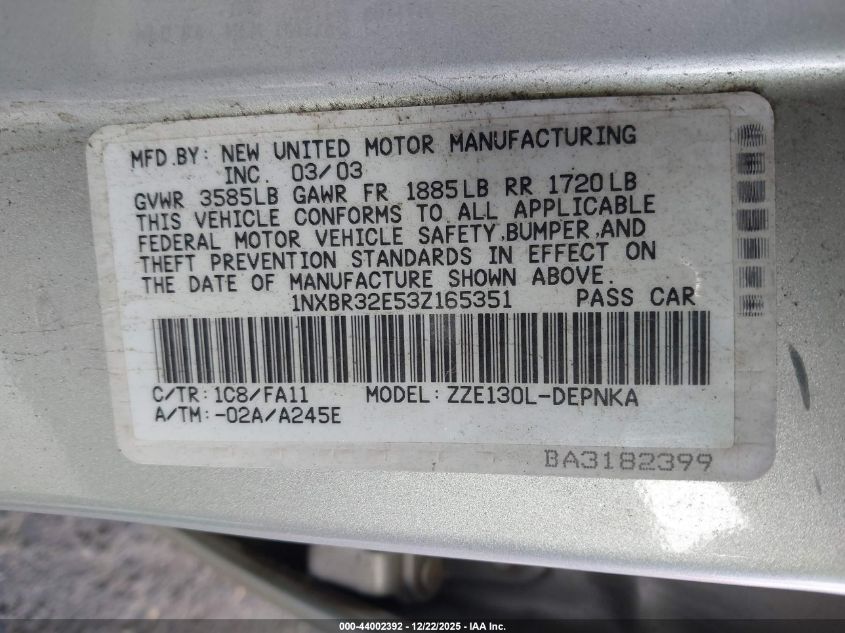 MFD.BY: NEW UNITED MOTOR MANUFACTURING
INC. 03/03
GVWR 3585LB GAWR FR 1885LB RR 1720LB
THIS VEHICLE CONFORMS TO ALL APPLICABLE
FEDERAL MOTOR VEHICLE SAFETY,BUMPER,AND
THEFT PREVENTION STANDARDS IN EFFECT ON
THE DATE OF MANUFACTURE SHOWN ABOVE.
1NXBR32E53Z165351 PASS CAR
C/TR: 1C8/FA11 MODEL: ZZE130L-DEPNKA
A/TM: -02A/A245E
BA3182399
000-44002392 - 12/22/2025 - IAA Inc.